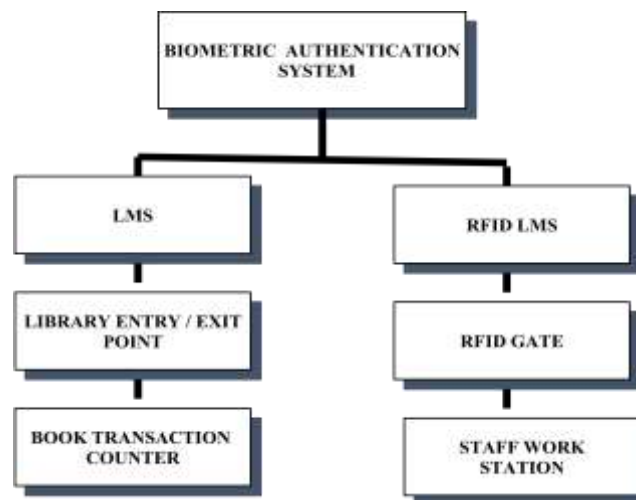 BIOMETRIC AUTHENTICATION
SYSTEM
LMS
RFID LMS
LIBRARY ENTRY / EXIT
POINT
RFID GATE
BOOK TRANSACTION
COUNTER
STAFF WORK
STATION